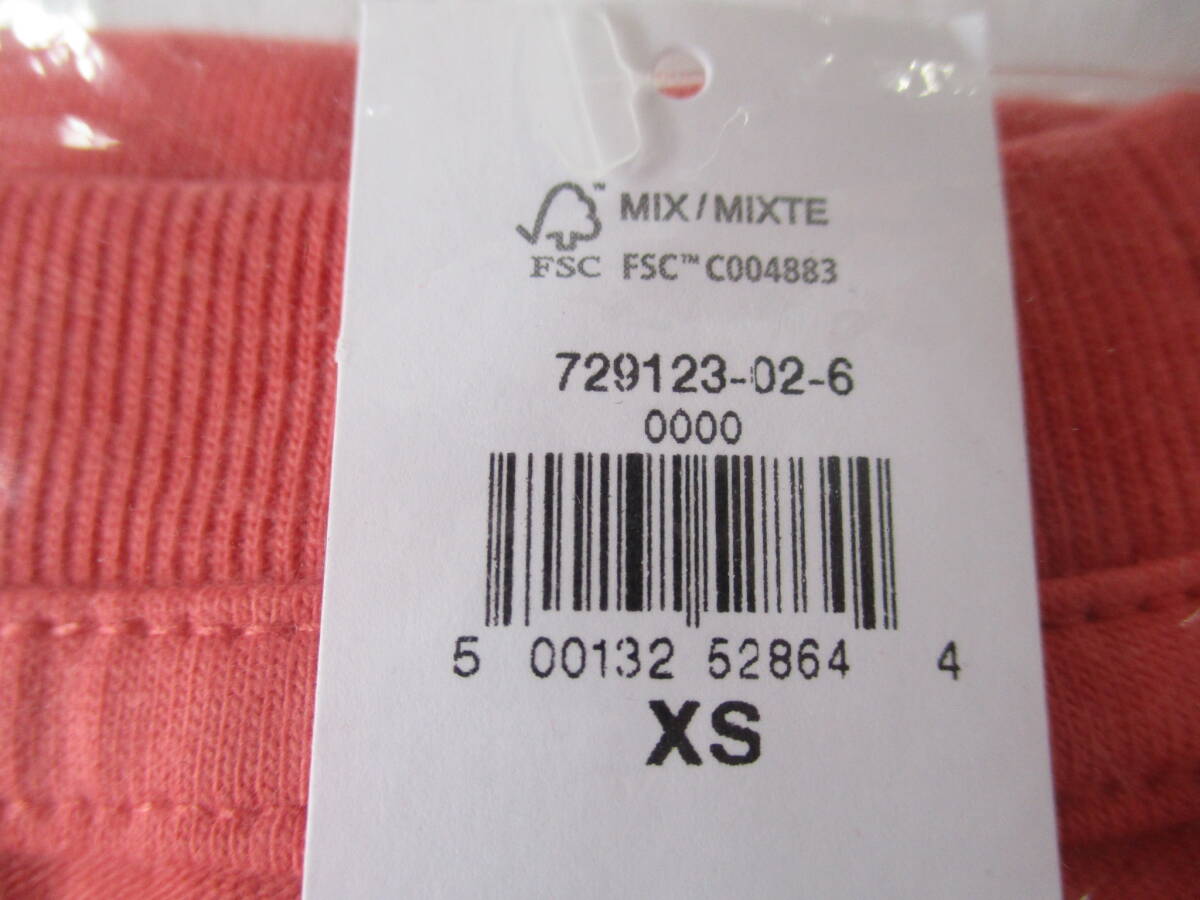 MIX / MIXTE
FSC FSC™ C004883
729123-02-6
0000
5 00132 52864 4
XS